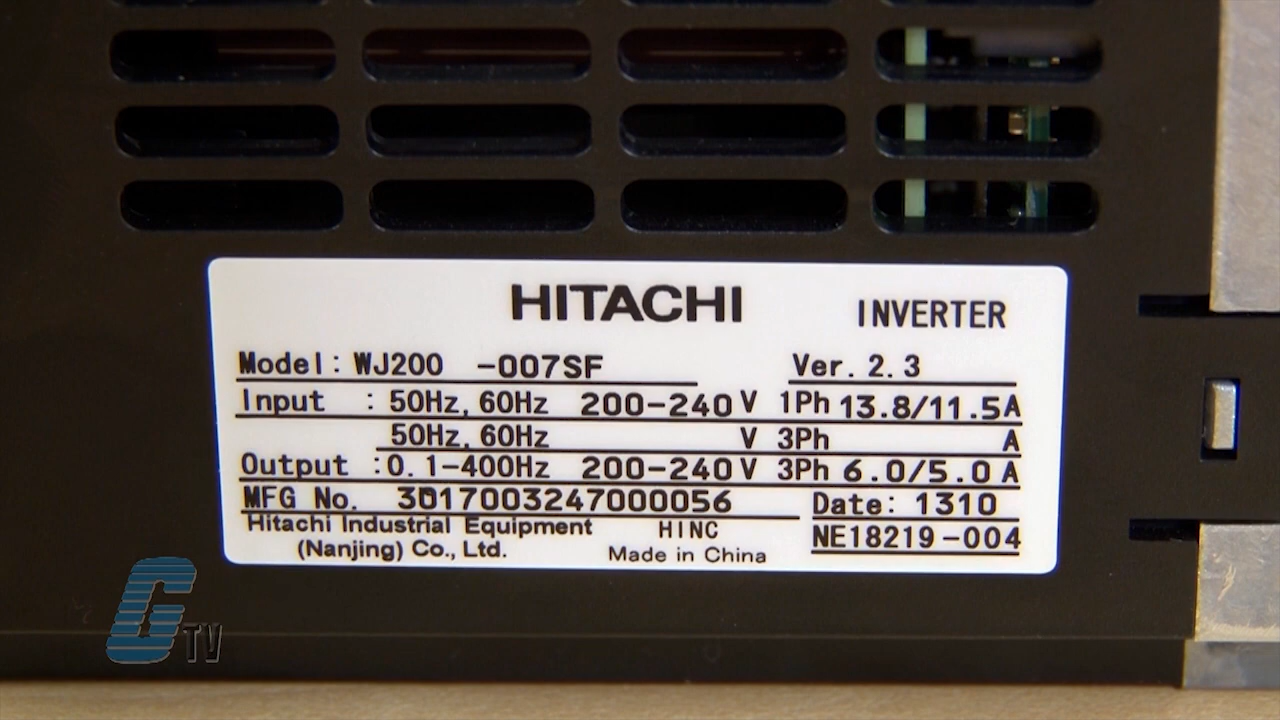 HITACHI INVERTER
Model: WJ200 -007SF Ver. 2.3
Input : 50Hz, 60Hz 200-240 V 1Ph 13.8/11.5 A
50Hz, 60Hz V 3Ph A
Output : 0.1-400Hz 200-240 V 3Ph 6.0/5.0 A
MFG No. 3017003247000056 Date: 1310
Hitachi Industrial Equipment HINC NE18219-004
(Nanjing) Co., Ltd. Made in China
G TV